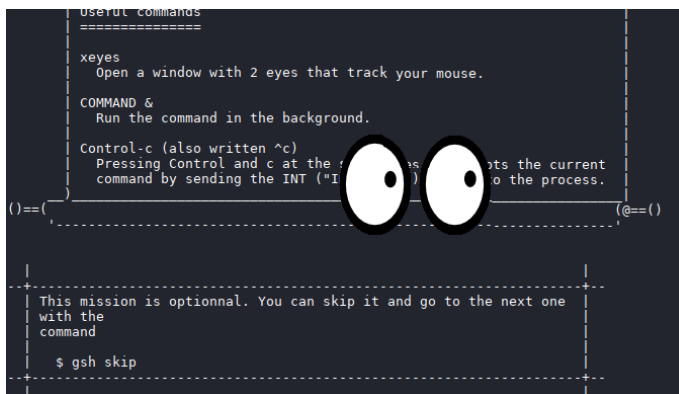 Useful commands
===============
xeyes
Open a window with 2 eyes that track your mouse.
COMMAND &
Run the command in the background.
Control-c (also written ^c)
Pressing Control and c at the the current
command by sending the INT to the process.
This mission is optionnal. You can skip it and go to the next one
with the
command
$ gsh skip